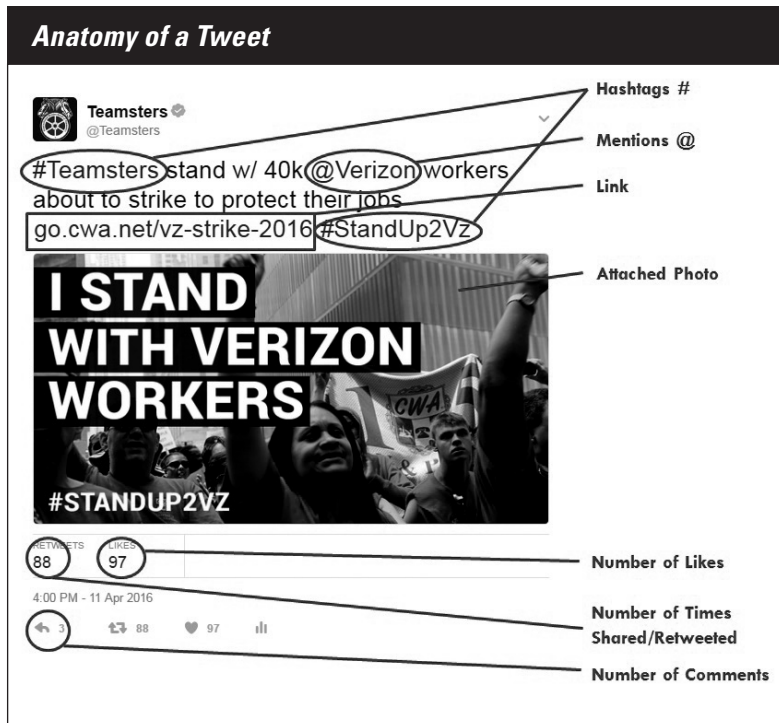 Anatomy of a Tweet
Teamsters
@Teamsters
#Teamsters stand w/ 40k @Verizon workers
about to strike to protect their jobs
go.cwa.net/vz-strike-2016 #StandUp2Vz
Hashtags #
Mentions @
Link
Attached Photo
I STAND
WITH VERIZON
WORKERS
CWA
#STANDUP2VZ
RETWEETS LIKES
88 97
4:00 PM - 11 Apr 2016
3 88 97
Number of Likes
Number of Times
Shared/Retweeted
Number of Comments